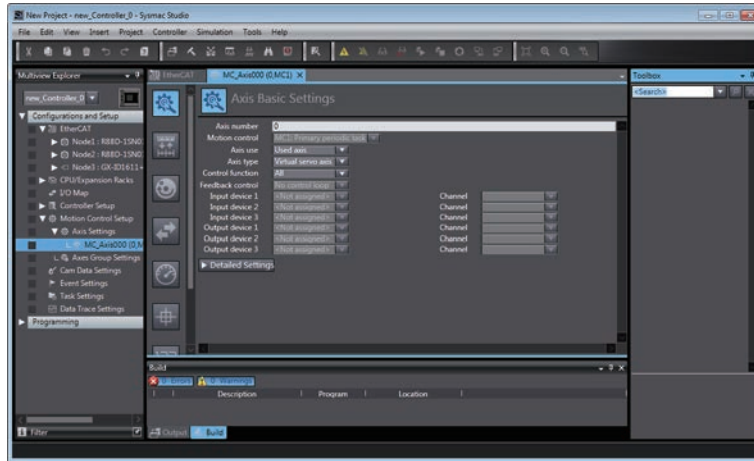 New Project - new_Controller_0 - Sysmac Studio
File Edit View Insert Project Controller Simulation Tools Help
Multiview Explorer
new_Controller_0
Configurations and Setup
EtherCAT
Node1 : R88D-1SN0
Node2 : R88D-1SN0
Node3 : GX-ID1611
CPU/Expansion Racks
I/O Map
Controller Setup
Motion Control Setup
Axis Settings
MC_Axis000 (0,M
Axes Group Settings
Cam Data Settings
Event Settings
Task Settings
Data Trace Settings
Programming
Filter
EtherCAT
MC_Axis000 (0,MC1)
Axis Basic Settings
Axis number 0
Motion control MC1: Primary periodic task
Axis use Used axis
Axis type Virtual servo axis
Control function All
Feedback control No control loop
Input device 1 <Not assigned> Channel
Input device 2 <Not assigned> Channel
Input device 3 <Not assigned> Channel
Output device 1 <Not assigned> Channel
Output device 2 <Not assigned> Channel
Output device 3 <Not assigned> Channel
Detailed Settings
Build
0 Errors 0 Warnings
Description Program Location
Output Build
Toolbox
<Search>